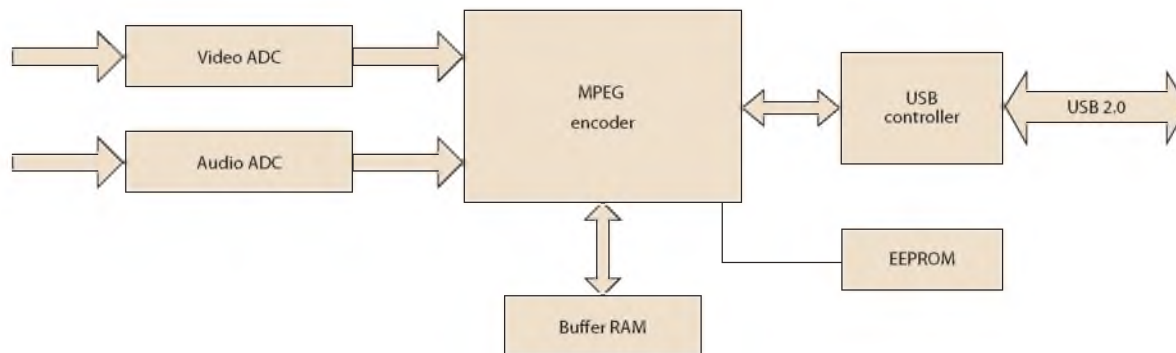 Video ADC
Audio ADC
MPEG
encoder
USB
controller
USB 2.0
EEPROM
Buffer RAM